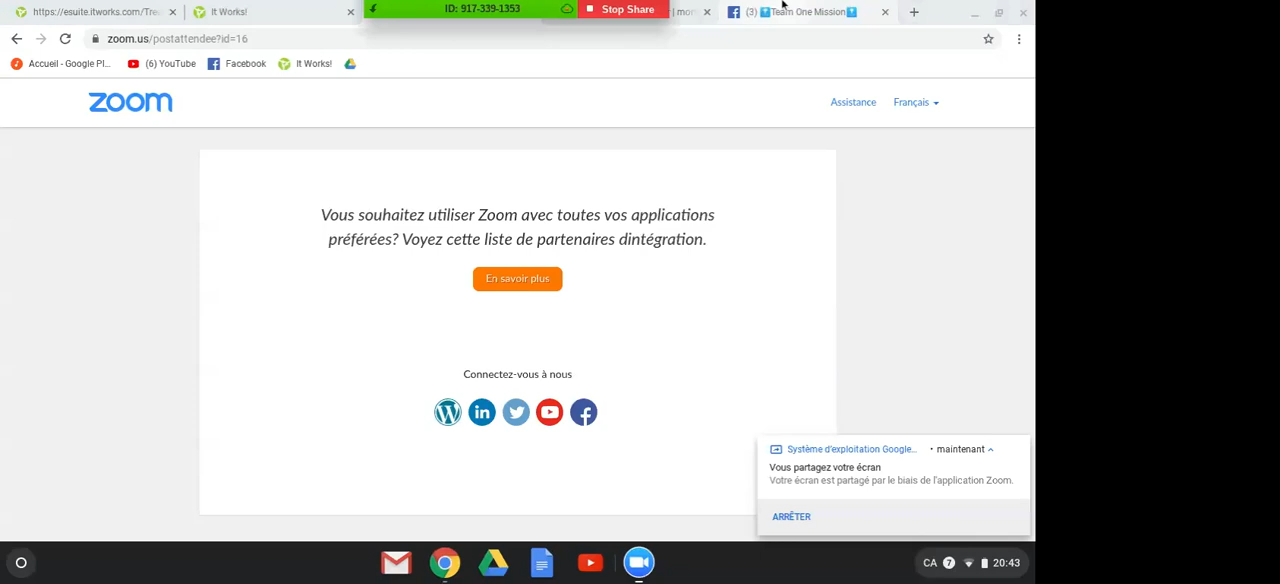 https://esuite.itworks.com/Tre
It Works!
ID: 917-339-1353
Stop Share
| mor
(3) Team One Mission
zoom.us/postattendee?id=16
Accueil - Google Pl...
(6) YouTube
Facebook
It Works!
zoom
Assistance
Français
Vous souhaitez utiliser Zoom avec toutes vos applications
préférées? Voyez cette liste de partenaires dintégration.
En savoir plus
Connectez-vous à nous
Système d'exploitation Google... • maintenant
Vous partagez votre écran
Votre écran est partagé par le biais de l'application Zoom.
ARRÊTER
CA 7 20:43